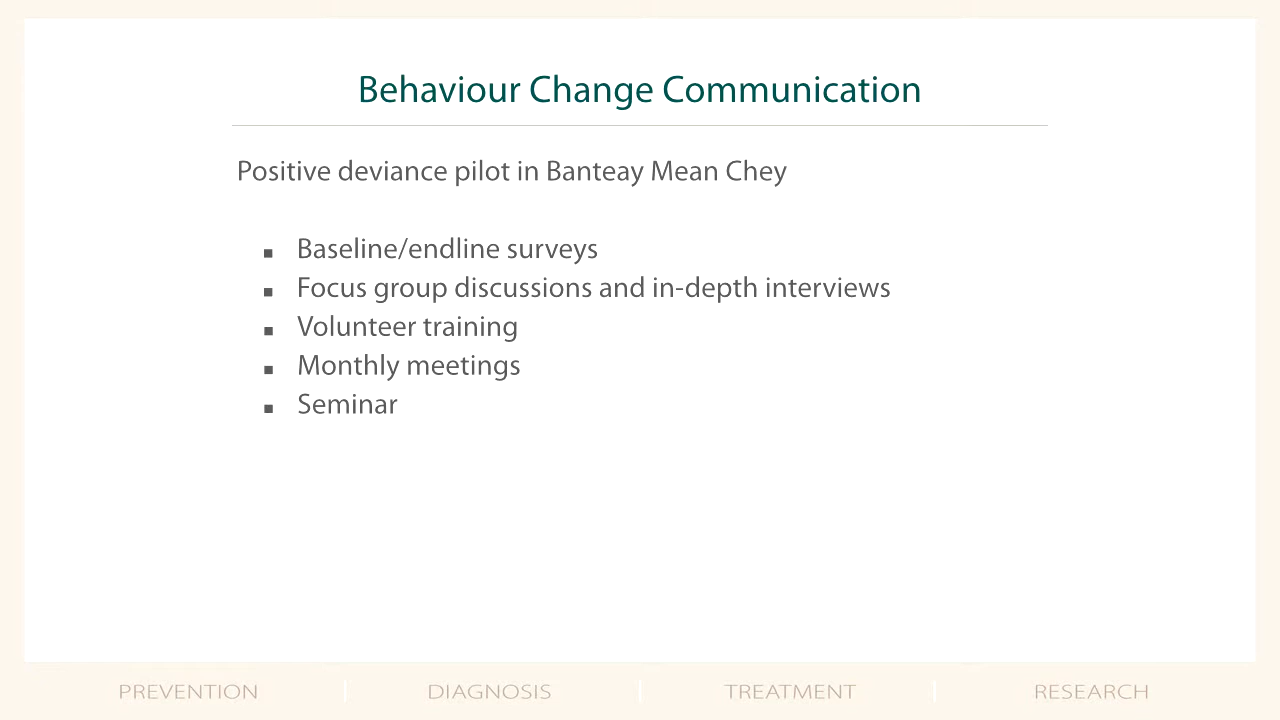 Behaviour Change Communication
Positive deviance pilot in Banteay Mean Chey
▪ Baseline/endline surveys
▪ Focus group discussions and in-depth interviews
▪ Volunteer training
▪ Monthly meetings
▪ Seminar
PREVENTION | DIAGNOSIS | TREATMENT | RESEARCH